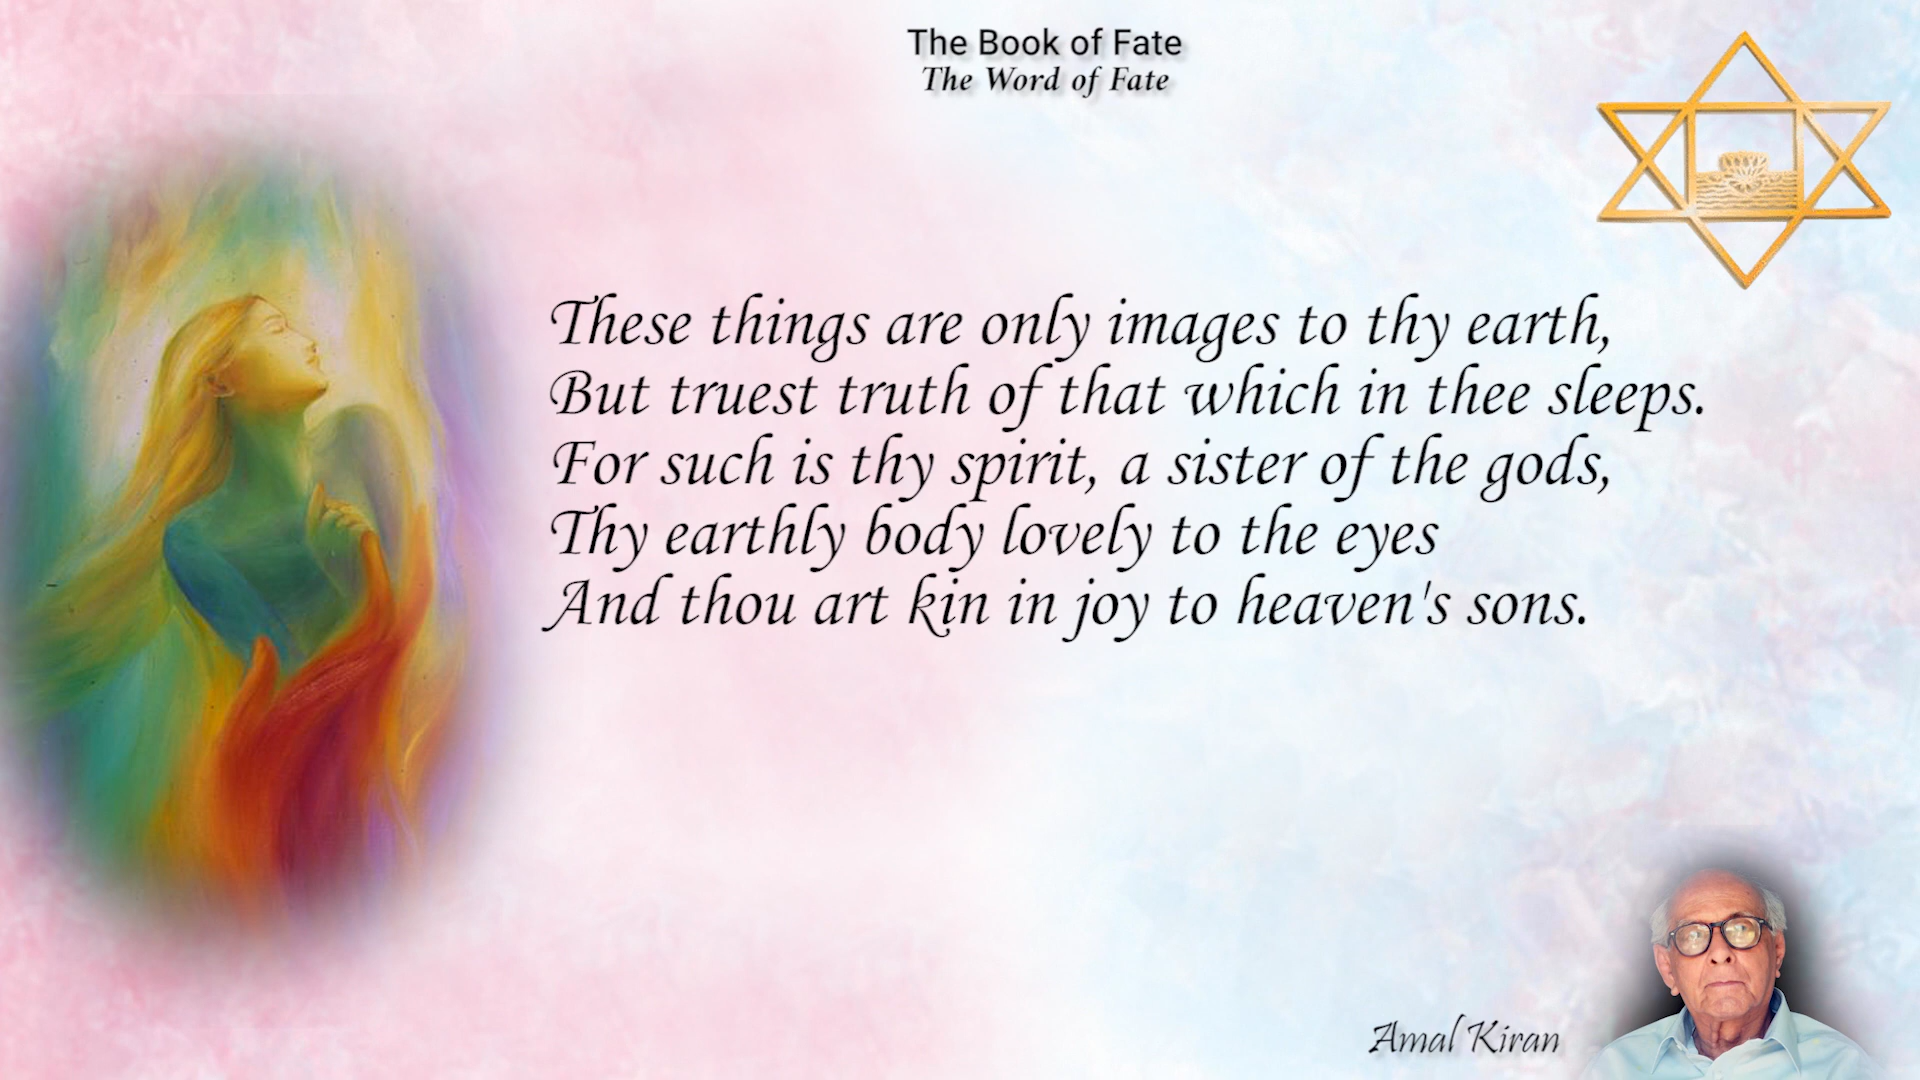 The Book of Fate
The Word of Fate
These things are only images to thy earth,
But truest truth of that which in thee sleeps.
For such is thy spirit, a sister of the gods,
Thy earthly body lovely to the eyes
And thou art kin in joy to heaven's sons.
Amal Kiran